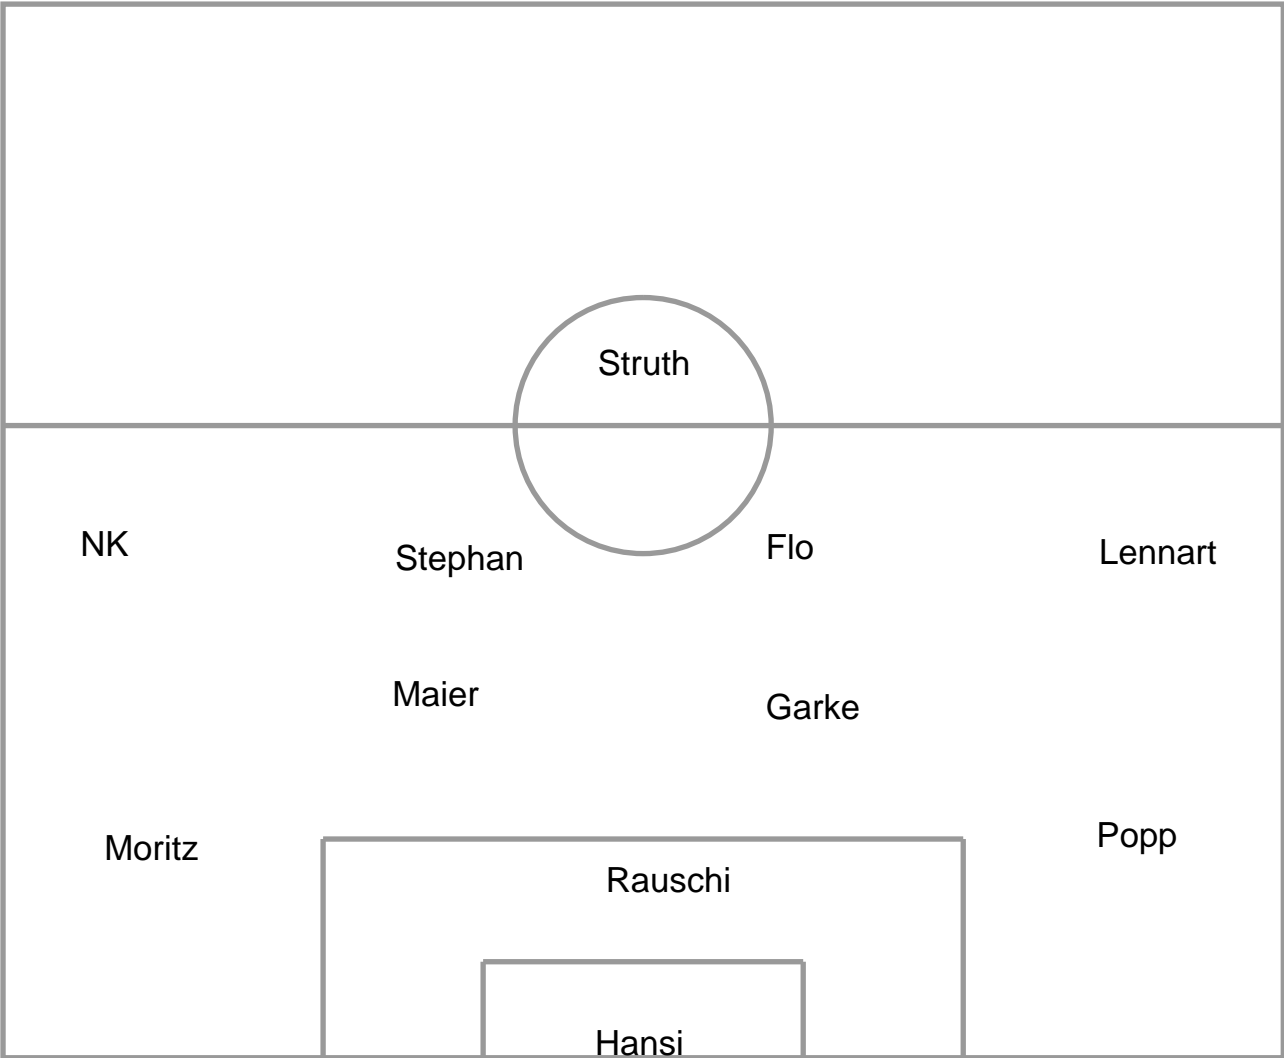 Struth
NK
Stephan
Flo
Lennart
Maier
Garke
Moritz
Popp
Rauschi
Hansi